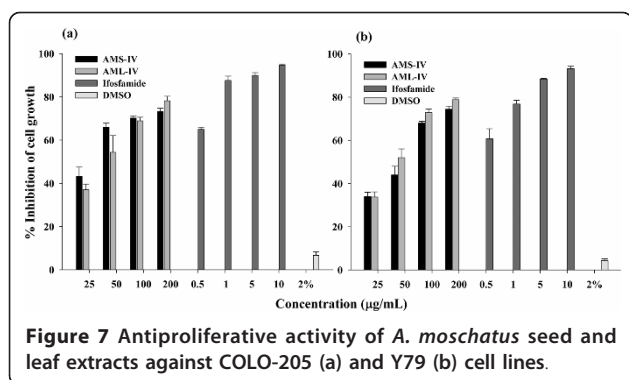 (a)
AMS-IV
AML-IV
Ifosfamide
DMSO
(b)
AMS-IV
AML-IV
Ifosfamide
DMSO
% Inhibition of cell growth
100
80
60
40
20
0
100
80
60
40
20
0
25 50 100 200 0.5 1 5 10 2% 25 50 100 200 0.5 1 5 10 2%
Concentration (µg/mL)
Figure 7 Antiproliferative activity of A. moschatus seed and
leaf extracts against COLO-205 (a) and Y79 (b) cell lines.